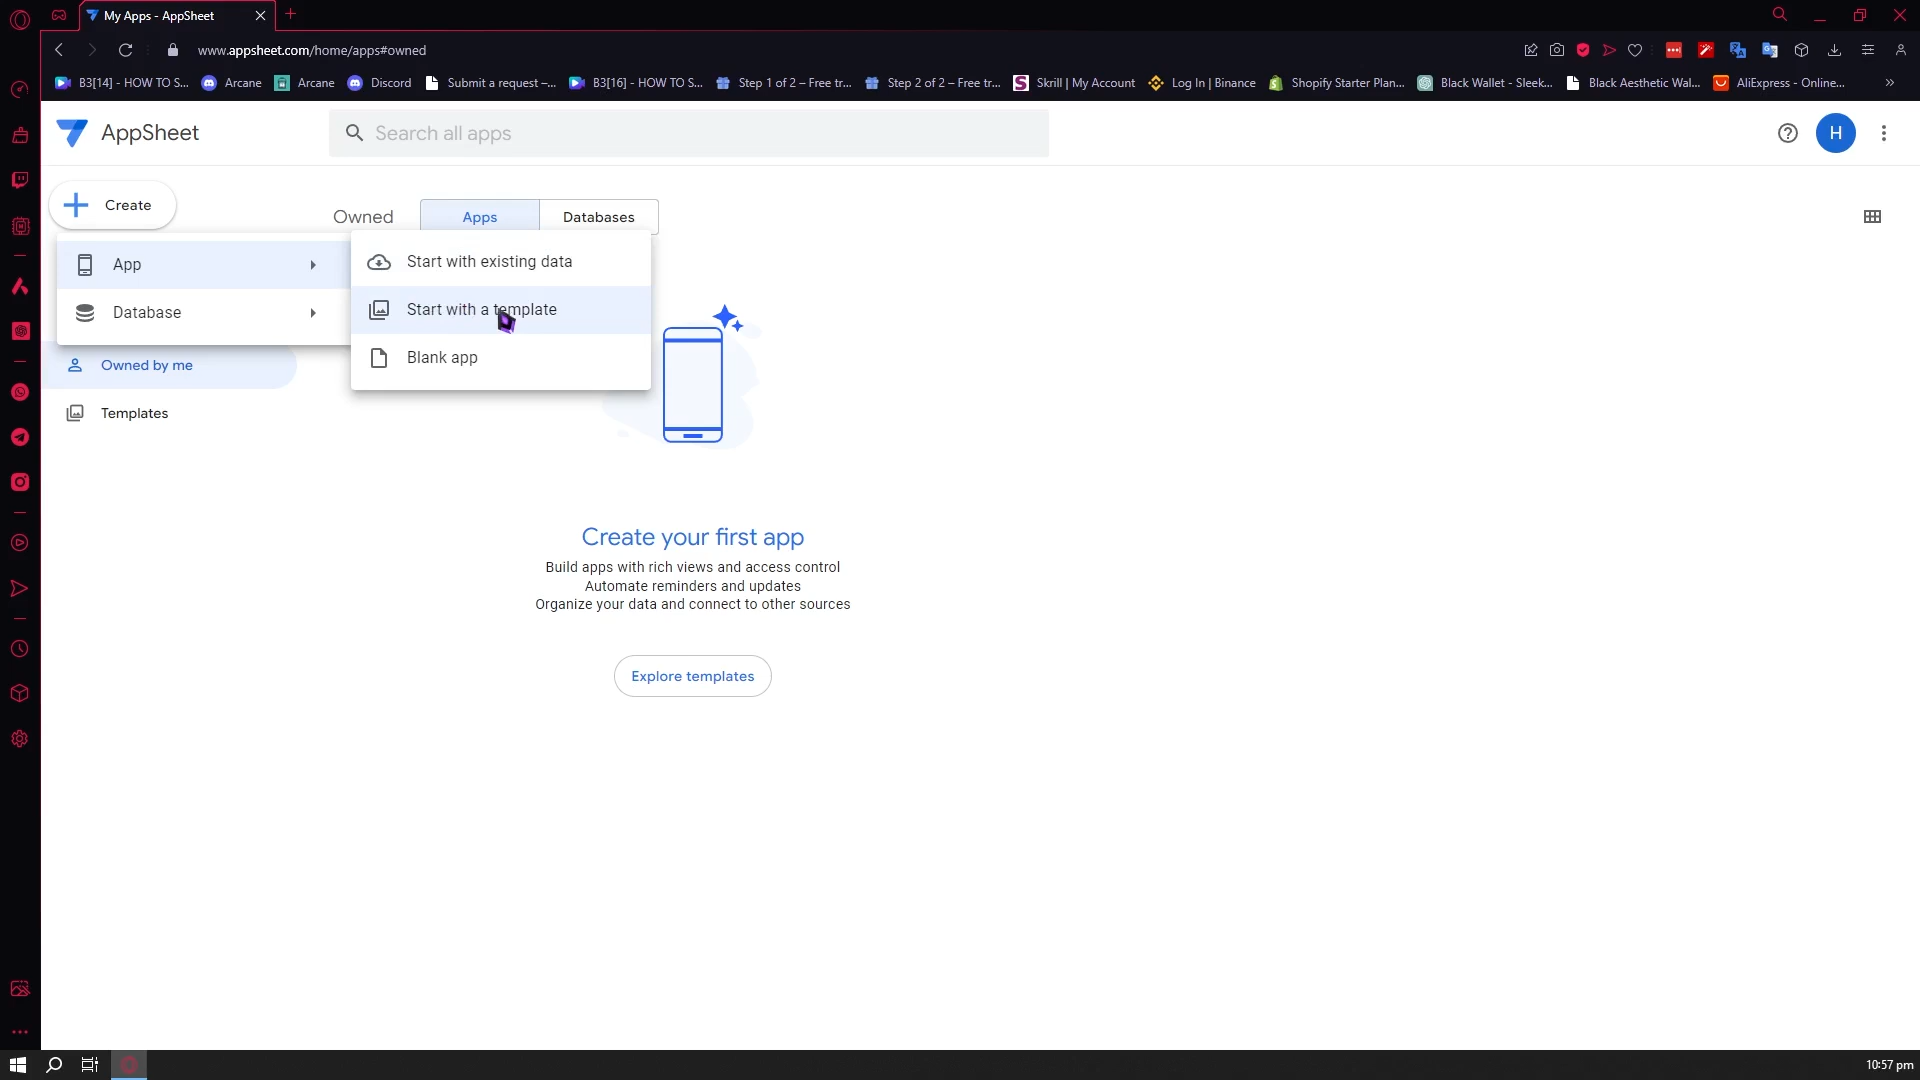 My Apps - AppSheet
www.appsheet.com/home/apps#owned
B3[14] - HOW TO S...
Arcane
Arcane
Discord
Submit a request –...
B3[16] - HOW TO S...
Step 1 of 2 – Free tr...
Step 2 of 2 – Free tr...
Skrill | My Account
Log In | Binance
Shopify Starter Plan...
Black Wallet - Sleek...
Black Aesthetic Wal...
AliExpress - Online...
AppSheet
Search all apps
H
Create
Owned
Apps
Databases
App
Database
Start with existing data
Start with a template
Blank app
Owned by me
Templates
Create your first app
Build apps with rich views and access control
Automate reminders and updates
Organize your data and connect to other sources
Explore templates
10:57 pm